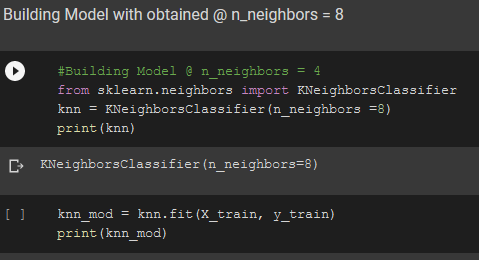 Building Model with obtained @ n_neighbors = 8
#Building Model @ n_neighbors = 4
from sklearn.neighbors import KNeighborsClassifier
knn = KNeighborsClassifier(n_neighbors =8)
print(knn)
KNeighborsClassifier(n_neighbors=8)
[ ] knn_mod = knn.fit(X_train, y_train)
print(knn_mod)